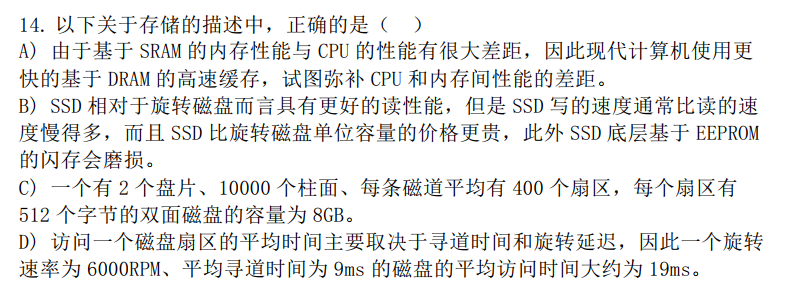 14. 以下关于存储的描述中，正确的是（ ）
A) 由于基于 SRAM 的内存性能与 CPU 的性能有很大差距，因此现代计算机使用更
快的基于 DRAM 的高速缓存，试图弥补 CPU 和内存间性能的差距。
B) SSD 相对于旋转磁盘而言具有更好的读性能，但是 SSD 写的速度通常比读的速
度慢得多，而且 SSD 比旋转磁盘单位容量的价格更贵，此外 SSD 底层基于 EEPROM
的闪存会磨损。
C) 一个有 2 个盘片、10000 个柱面、每条磁道平均有 400 个扇区，每个扇区有
512 个字节的双面磁盘的容量为 8GB。
D) 访问一个磁盘扇区的平均时间主要取决于寻道时间和旋转延迟，因此一个旋转
速率为 6000RPM、平均寻道时间为 9ms 的磁盘的平均访问时间大约为 19ms。